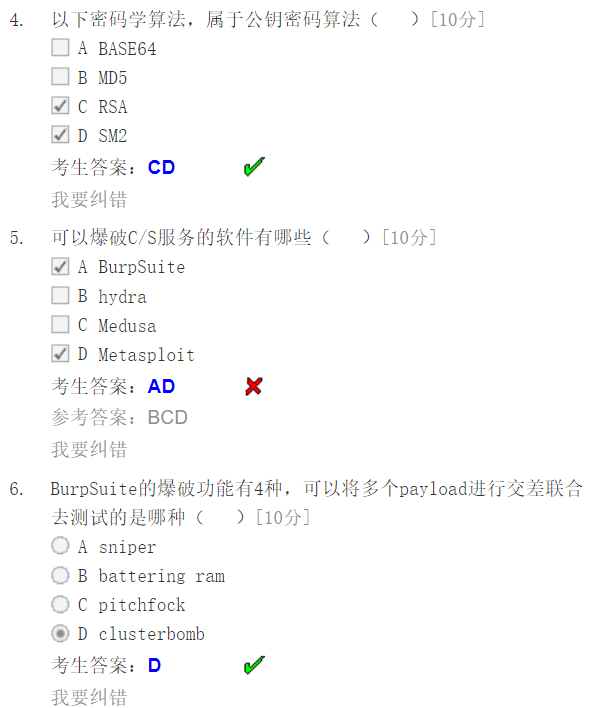 4. 以下密码学算法，属于公钥密码算法（ ）[10分]
A BASE64
B MD5
C RSA
D SM2
考生答案：CD
我要纠错
5. 可以爆破C/S服务的软件有哪些（ ）[10分]
A BurpSuite
B hydra
C Medusa
D Metasploit
考生答案：AD
参考答案：BCD
我要纠错
6. BurpSuite的爆破功能有4种，可以将多个payload进行交差联合
去测试的是哪种（ ）[10分]
A sniper
B battering ram
C pitchfock
D clusterbomb
考生答案：D
我要纠错